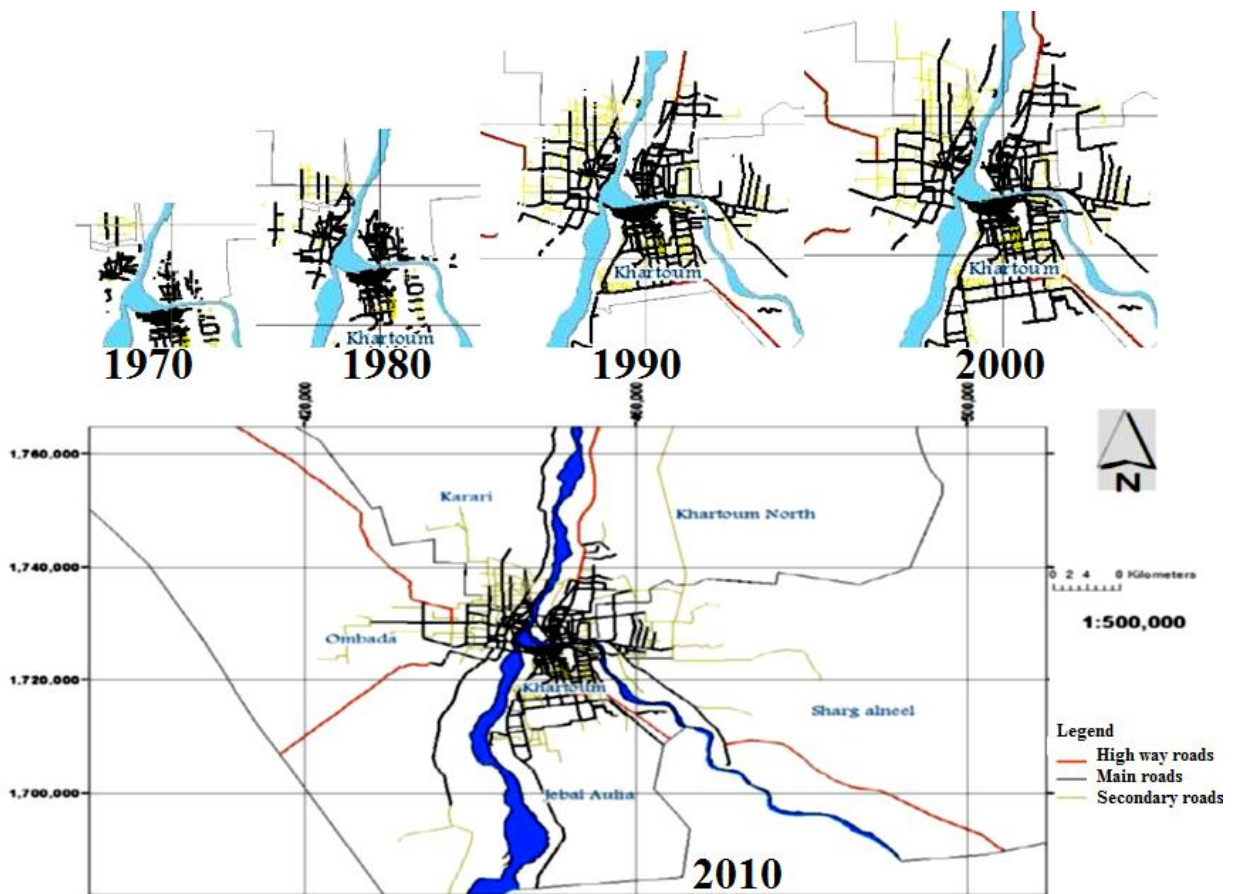 Khartoum
Khartoum
Khartoum
1970
1980
1990
2000
420,000
460,000
500,000
1,760,000
1,740,000
1,720,000
1,700,000
Karari
Khartoum North
Ombada
Khartoum
Sharg alneel
Jebal Aulia
2010
N
0 2 4 8 Kilometers
1:500,000
Legend
High way roads
Main roads
Secondary roads